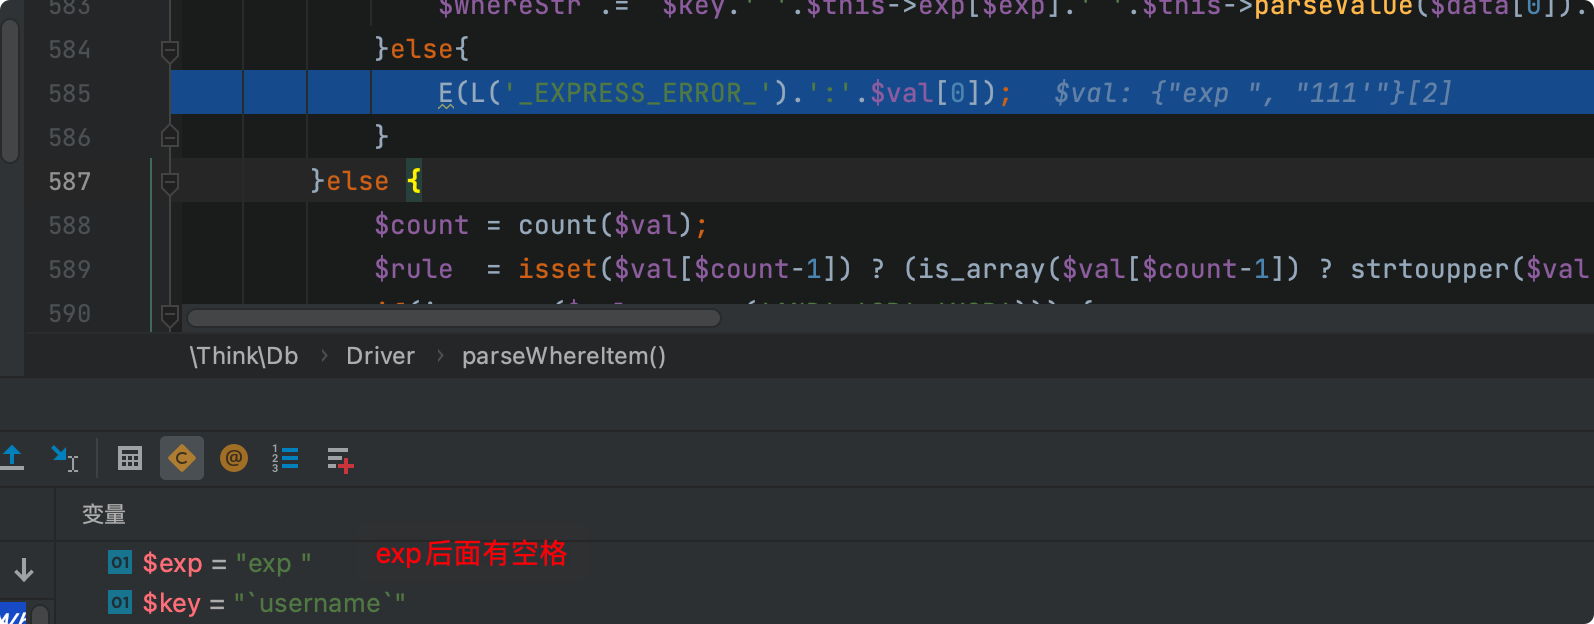 583 $whereStr .= $key.' '.$this->exp[$exp].' '.$this->parseValue($data[0]).
584 }else{
585 E(L('_EXPRESS_ERROR_').':'.$val[0]); $val: {"exp ", "111'"}[2]
586 }
587 }else {
588 $count = count($val);
589 $rule = isset($val[$count-1]) ? (is_array($val[$count-1]) ? strtoupper($val
590
\Think\Db › Driver › parseWhereItem()
变量
01 $exp = "exp " exp后面有空格
01 $key = "`username`"